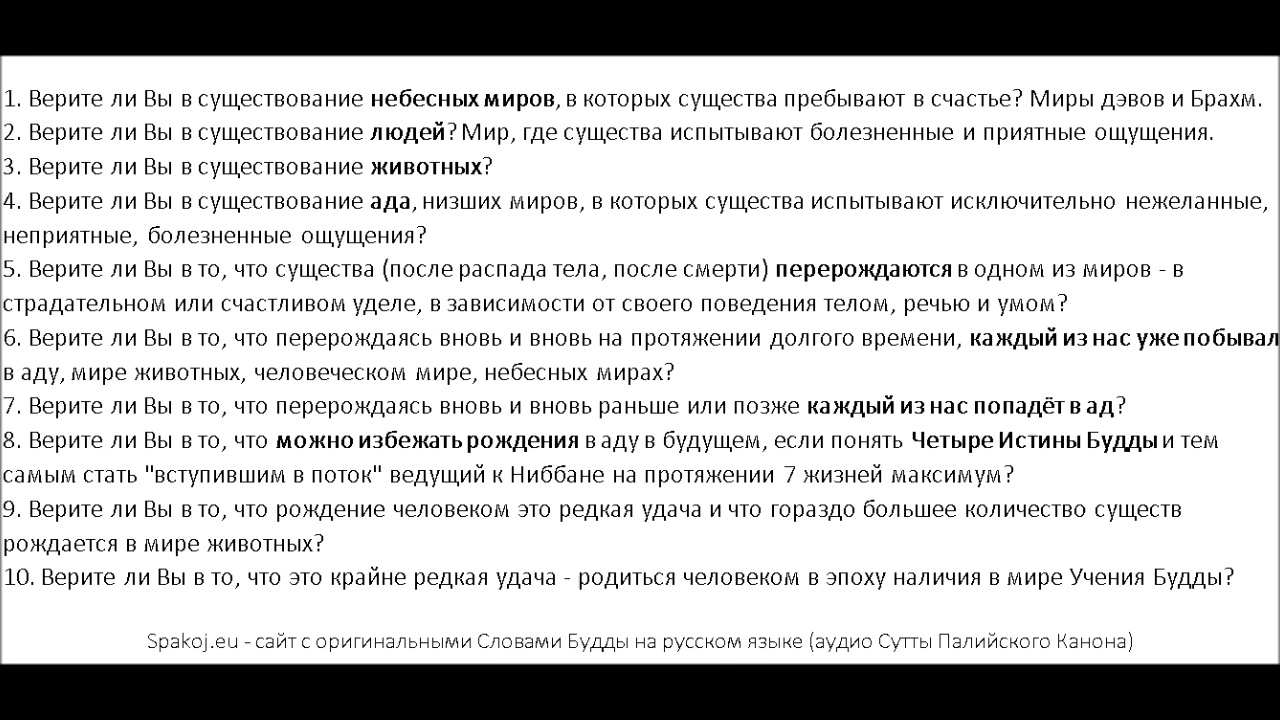 1. Верите ли Вы в существование небесных миров, в которых существа пребывают в счастье? Миры дэвов и Брахм.
2. Верите ли Вы в существование людей? Мир, где существа испытывают болезненные и приятные ощущения.
3. Верите ли Вы в существование животных?
4. Верите ли Вы в существование ада, низших миров, в которых существа испытывают исключительно нежеланные,
неприятные, болезненные ощущения?
5. Верите ли Вы в то, что существа (после распада тела, после смерти) перерождаются в одном из миров - в
страдательном или счастливом уделе, в зависимости от своего поведения телом, речью и умом?
6. Верите ли Вы в то, что перерождаясь вновь и вновь на протяжении долгого времени, каждый из нас уже побывал
в аду, мире животных, человеческом мире, небесных мирах?
7. Верите ли Вы в то, что перерождаясь вновь и вновь раньше или позже каждый из нас попадёт в ад?
8. Верите ли Вы в то, что можно избежать рождения в аду в будущем, если понять Четыре Истины Будды и тем
самым стать "вступившим в поток" ведущий к Ниббане на протяжении 7 жизней максимум?
9. Верите ли Вы в то, что рождение человеком это редкая удача и что гораздо большее количество существ
рождается в мире животных?
10. Верите ли Вы в то, что это крайне редкая удача - родиться человеком в эпоху наличия в мире Учения Будды?
Spakoj.eu - сайт с оригинальными Словами Будды на русском языке (аудио Сутты Палийского Канона)